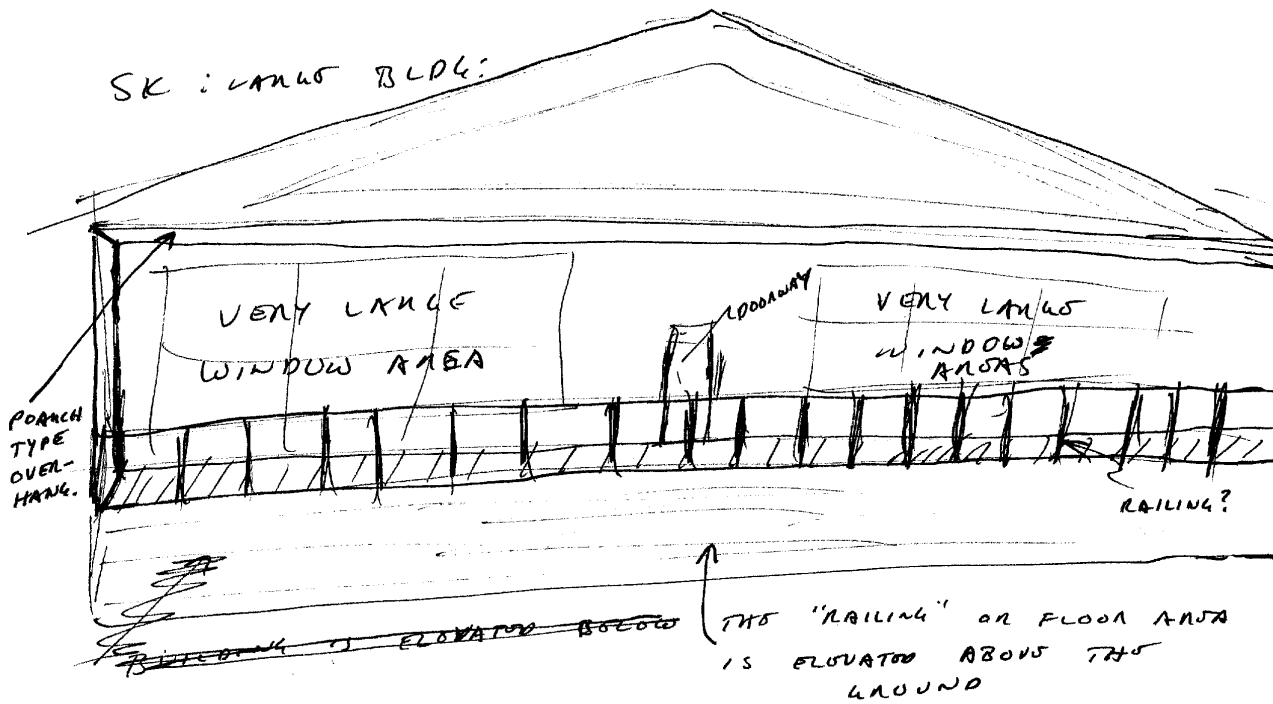 SK : LARGE BLDG:
VERY LARGE
WINDOW AREA
DOORWAY
VERY LARGE
WINDOW
AREAS
PORCH
TYPE
OVER-
HANG.
RAILING?
BUILDING IS ELEVATED BELOW
THE "RAILING" OR FLOOR AREA
IS ELEVATED ABOVE THE
GROUND